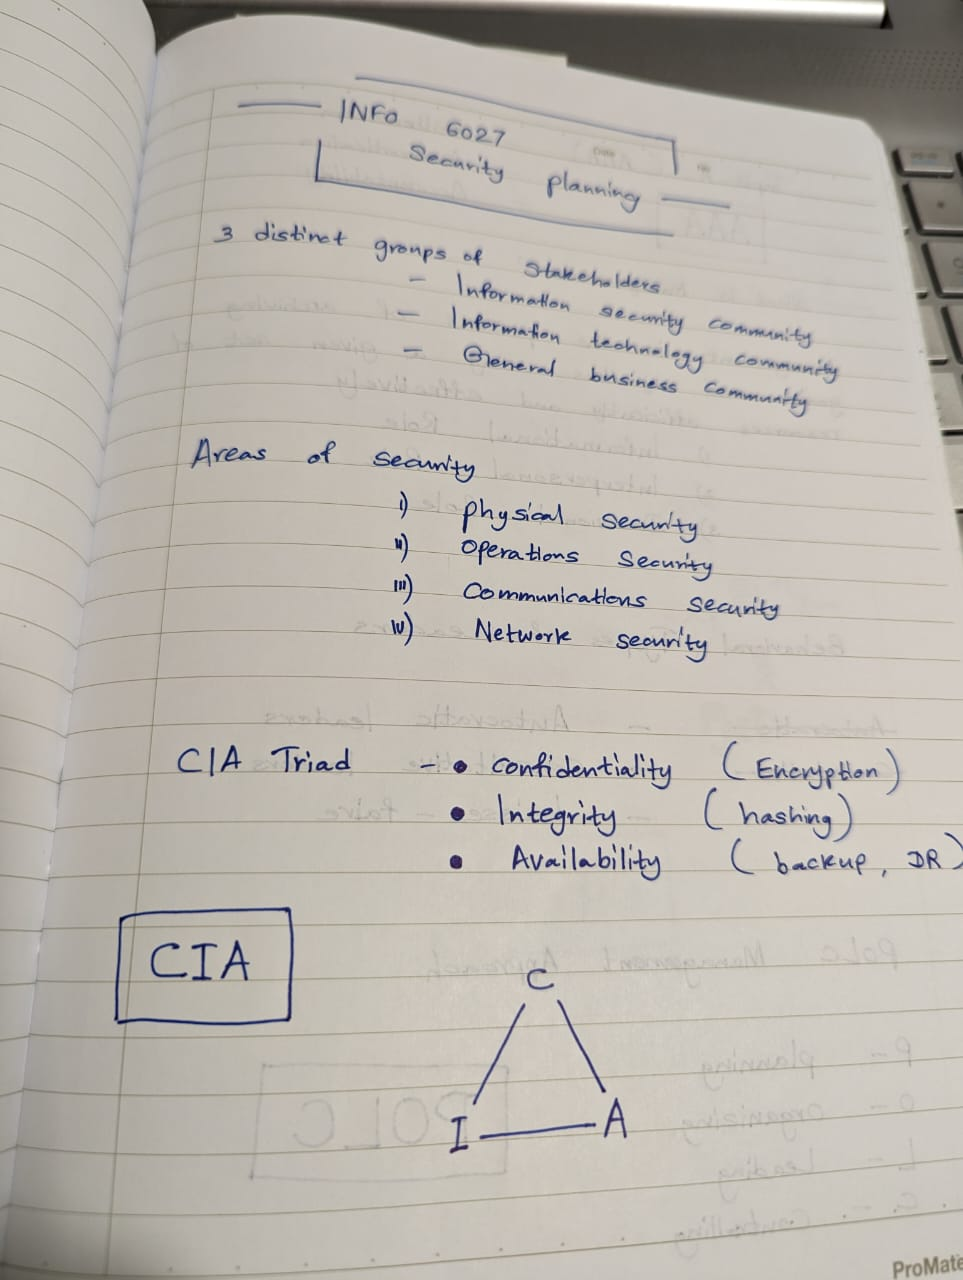 INFO 6027
Security planning
3 distinct groups of stakeholders
- Information security community
- Information technology community
- General business community
Areas of security
i) physical security
ii) Operations security
iii) Communications security
iv) Network security
CIA Triad - • confidentiality (Encryption)
• Integrity (hashing)
• Availability (backup, DR)
CIA
C
I A
ProMate